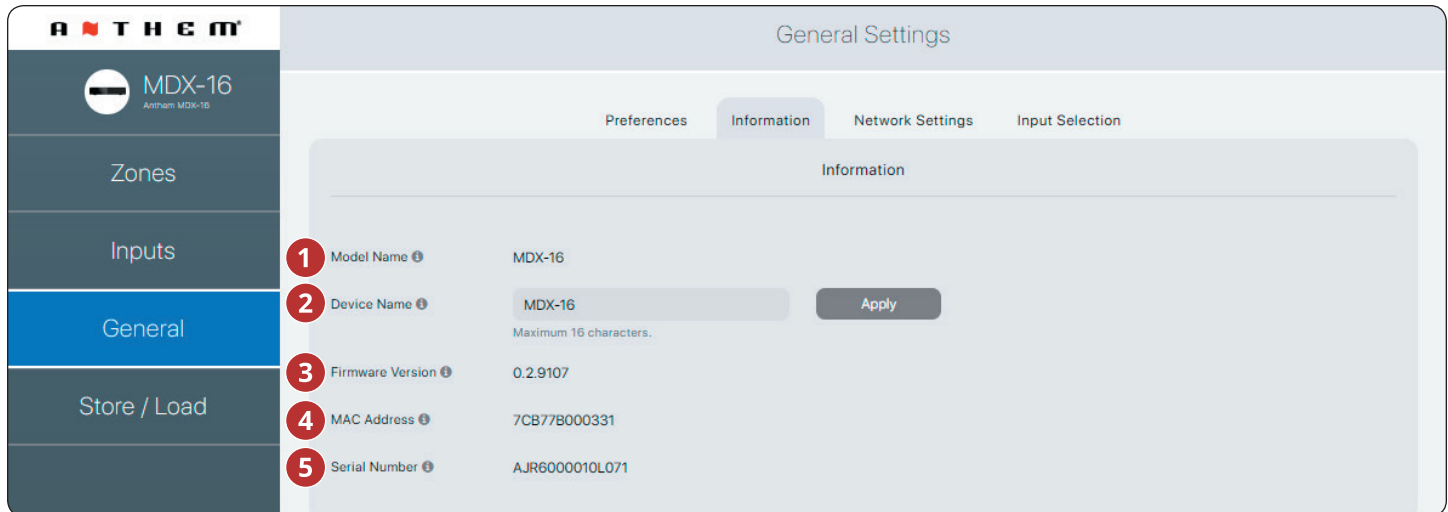 ANTHEM
General Settings
MDX-16
Anthem MDX-16
Preferences Information Network Settings Input Selection
Zones
Information
Inputs
1 Model Name MDX-16
2 Device Name MDX-16 Apply
Maximum 16 characters.
General
3 Firmware Version 0.2.9107
Store / Load
4 MAC Address 7CB77B000331
5 Serial Number AJR6000010L071